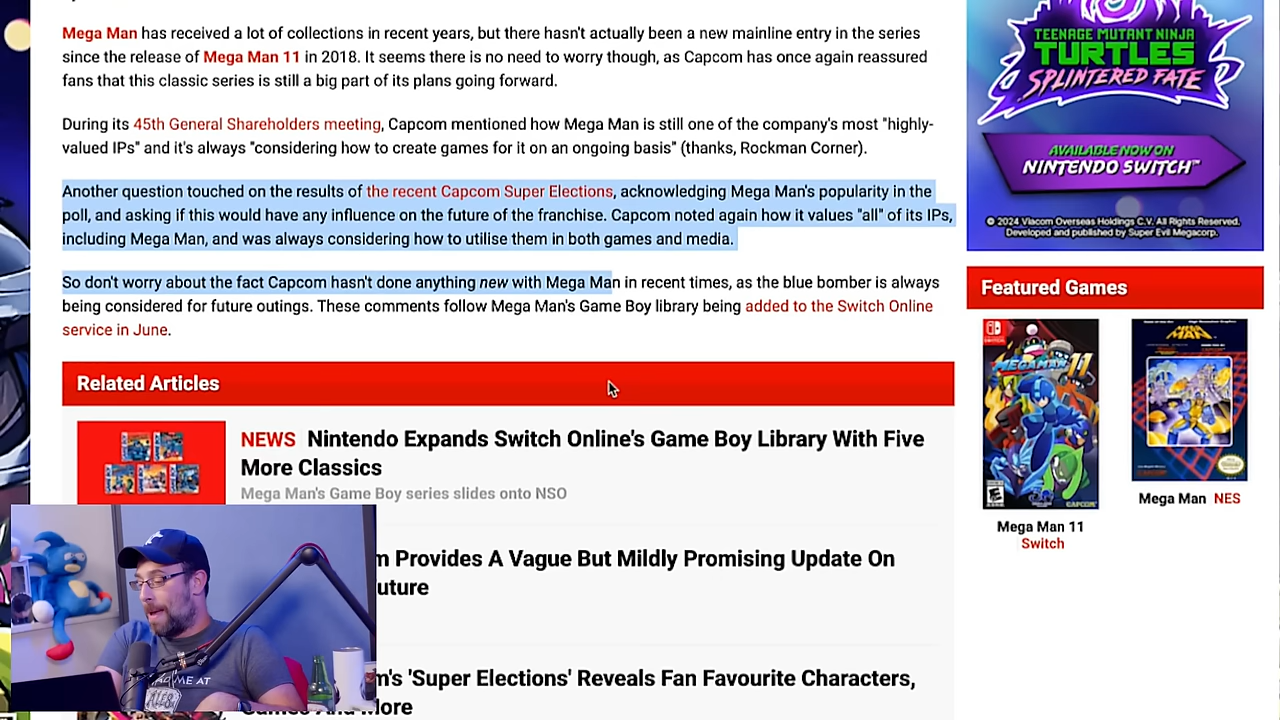 Mega Man has received a lot of collections in recent years, but there hasn't actually been a new mainline entry in the series
since the release of Mega Man 11 in 2018. It seems there is no need to worry though, as Capcom has once again reassured
fans that this classic series is still a big part of its plans going forward.
During its 45th General Shareholders meeting, Capcom mentioned how Mega Man is still one of the company's most "highly-
valued IPs" and it's always "considering how to create games for it on an ongoing basis" (thanks, Rockman Corner).
Another question touched on the results of the recent Capcom Super Elections, acknowledging Mega Man's popularity in the
poll, and asking if this would have any influence on the future of the franchise. Capcom noted again how it values "all" of its IPs,
including Mega Man, and was always considering how to utilise them in both games and media.
So don't worry about the fact Capcom hasn't done anything new with Mega Man in recent times, as the blue bomber is always
being considered for future outings. These comments follow Mega Man's Game Boy library being added to the Switch Online
service in June.
Related Articles
NEWS Nintendo Expands Switch Online's Game Boy Library With Five
More Classics
Mega Man's Game Boy series slides onto NSO
m Provides A Vague But Mildly Promising Update On
uture
m's 'Super Elections' Reveals Fan Favourite Characters,
More
TEENAGE MUTANT NINJA
TURTLES
SPLINTERED FATE
AVAILABLE NOW ON
NINTENDO SWITCH™
© 2024 Viacom Overseas Holdings C.V. All Rights Reserved.
Developed and published by Super Evil Megacorp.
Featured Games
MEGAMAN 11
CAPCOM
Mega Man 11
Switch
MEGA MAN
Mega Man NES
ME AT